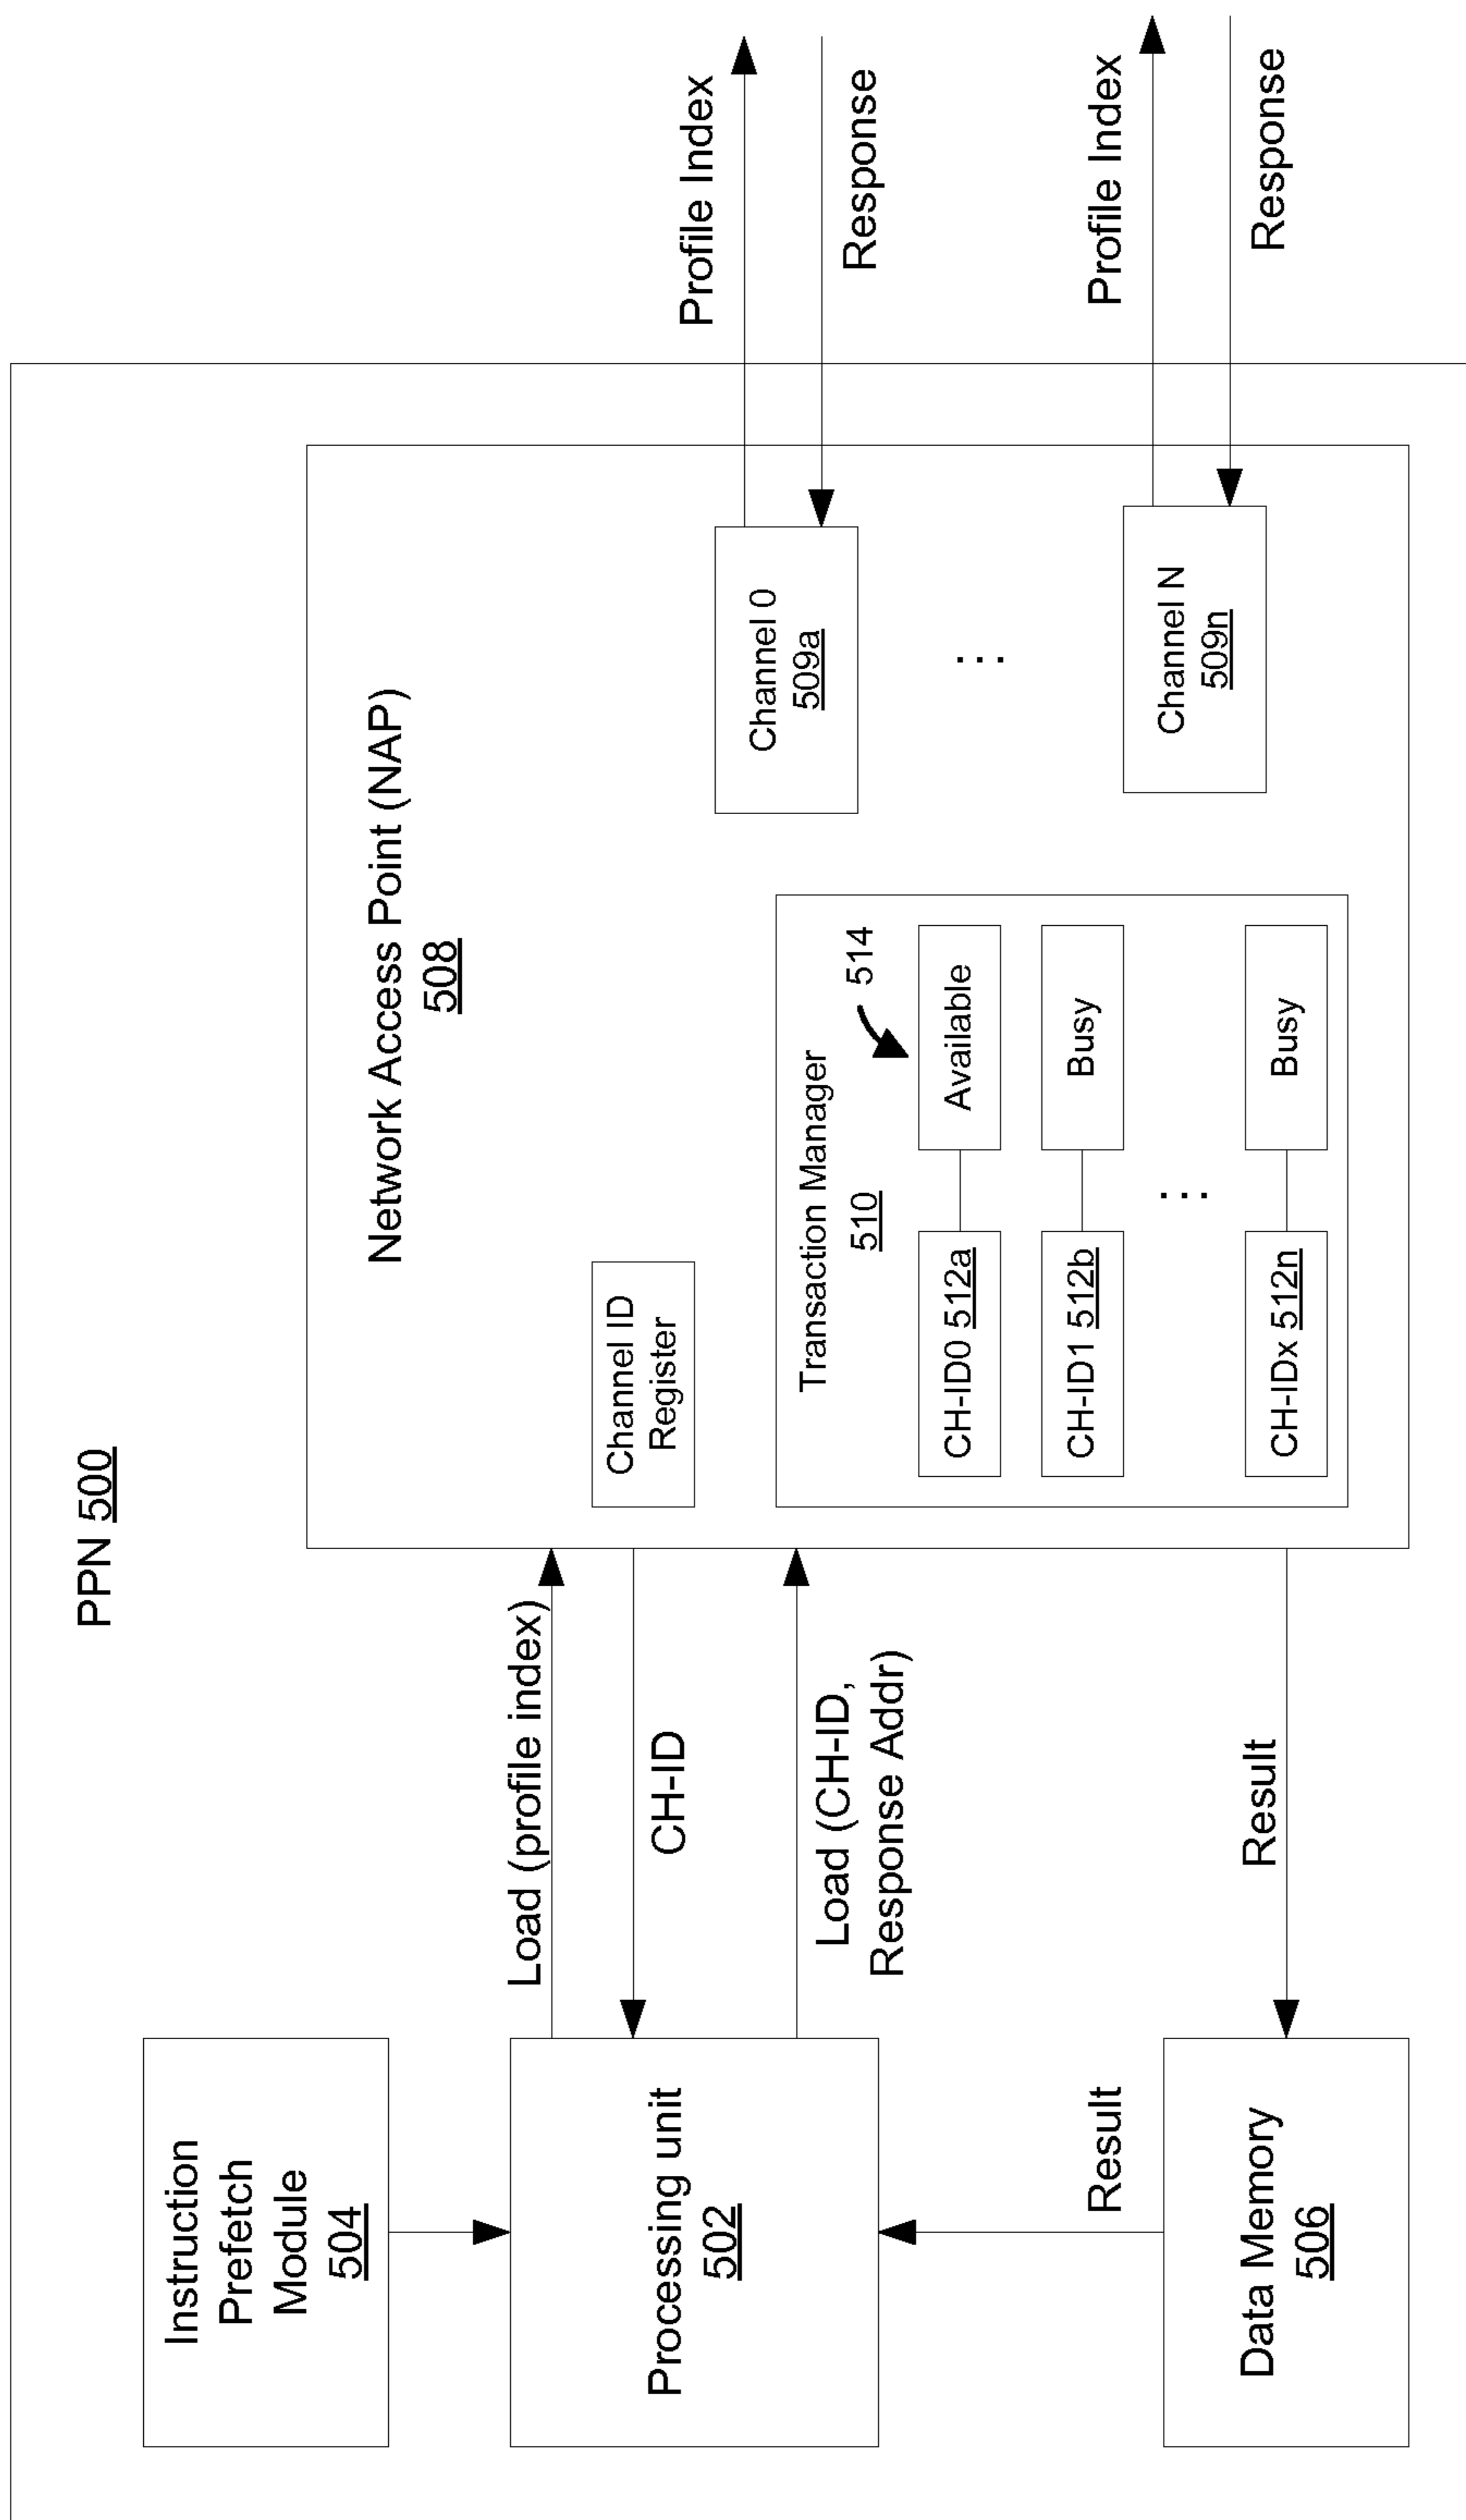 PPN 500
Instruction
Prefetch
Module
504
Processing unit
502
Data Memory
506
Result
Load (profile index)
CH-ID
Load (CH-ID,
Response Addr)
Result
Network Access Point (NAP)
508
Channel ID
Register
Transaction Manager
510
514
CH-ID0 512a
Available
CH-ID1 512b
Busy
...
CH-IDx 512n
Busy
Channel 0
509a
...
Channel N
509n
Profile Index
Response
Profile Index
Response